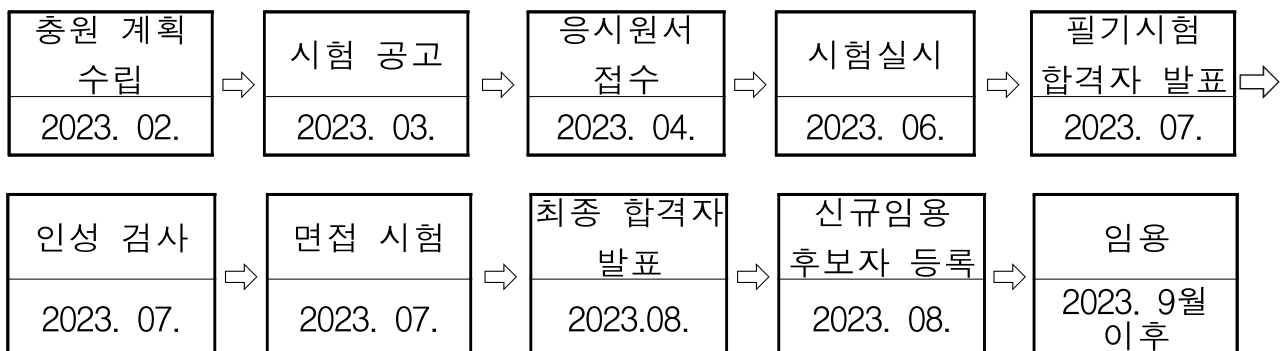 충원 계획
수립
2023. 02.
⇨
시험 공고
2023. 03.
⇨
응시원서
접수
2023. 04.
⇨
시험실시
2023. 06.
⇨
필기시험
합격자 발표
2023. 07.
⇨
인성 검사
2023. 07.
⇨
면접 시험
2023. 07.
⇨
최종 합격자
발표
2023.08.
⇨
신규임용
후보자 등록
2023. 08.
⇨
임용
2023. 9월
이후